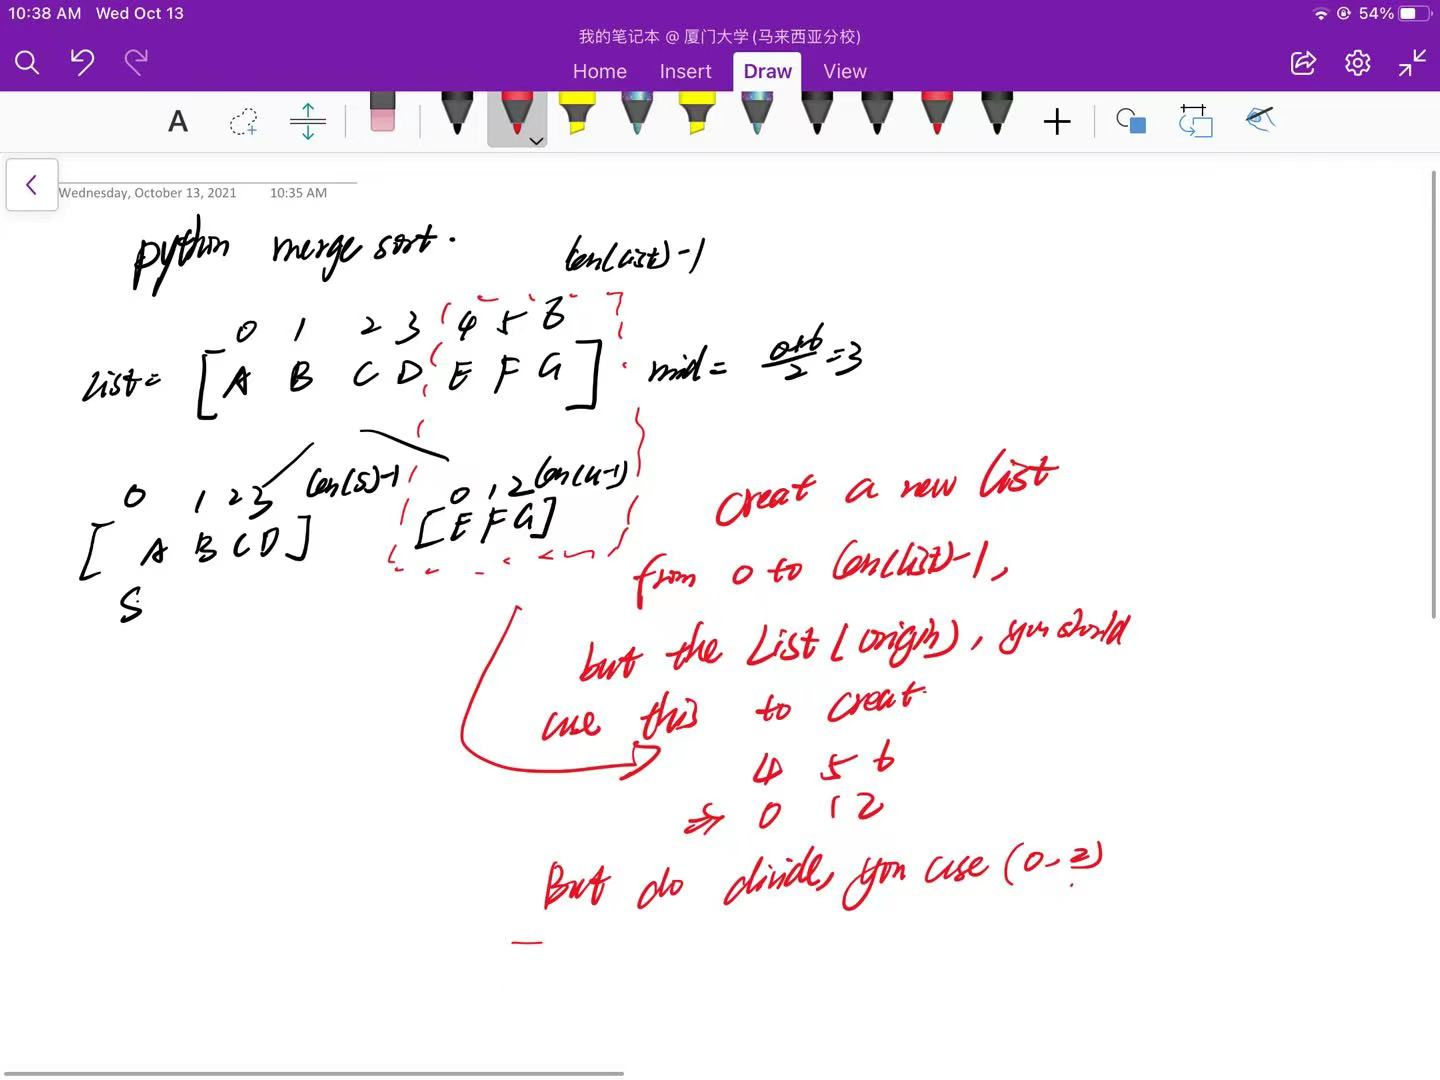 10:38 AM Wed Oct 13
54%
我的笔记本 @ 厦门大学(马来西亚分校)
Home Insert Draw View
A
Wednesday, October 13, 2021 10:35 AM
python merge sort.
len(list)-1
0 1 2 3 4 5 6
List= [A B C D E F G] mid = 0+6/2 =3
0 1 2 3 len(s)-1 0 1 2 len(u-1)
[ A B C D ] [E F G]
S
creat a new list
from 0 to len(list)-1,
but the List (origin), you should
use this to creat.
4 5 6
⇒ 0 1 2
But do divide, you use (0-2)